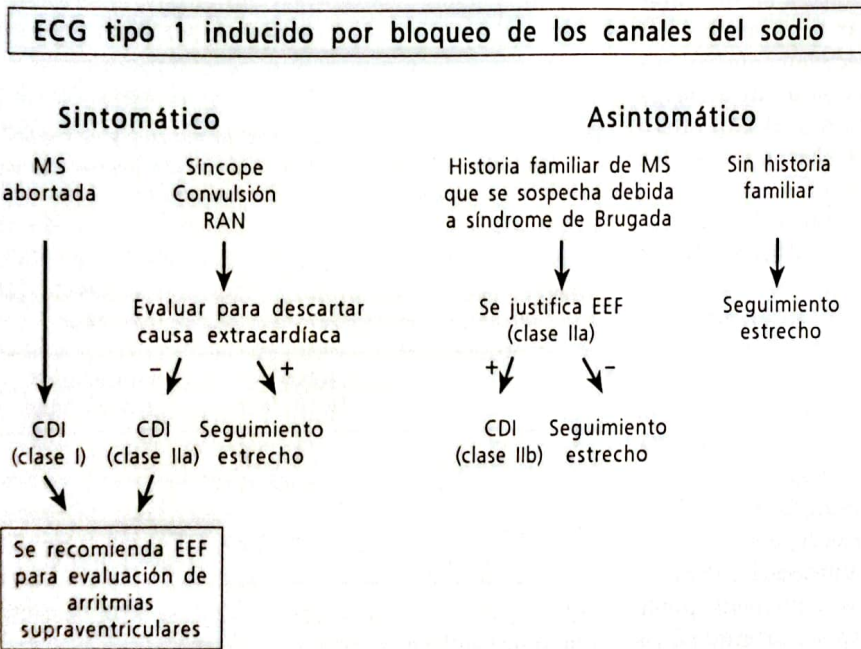 ECG tipo 1 inducido por bloqueo de los canales del sodio
Sintomático
MS
abortada
Síncope
Convulsión
RAN
Evaluar para descartar
causa extracardíaca
–
+
CDI
(clase I)
CDI
(clase IIa)
Seguimiento
estrecho
Se recomienda EEF
para evaluación de
arritmias
supraventriculares
Asintomático
Historia familiar de MS
que se sospecha debida
a síndrome de Brugada
Sin historia
familiar
Se justifica EEF
(clase IIa)
Seguimiento
estrecho
+
–
CDI
(clase IIb)
Seguimiento
estrecho